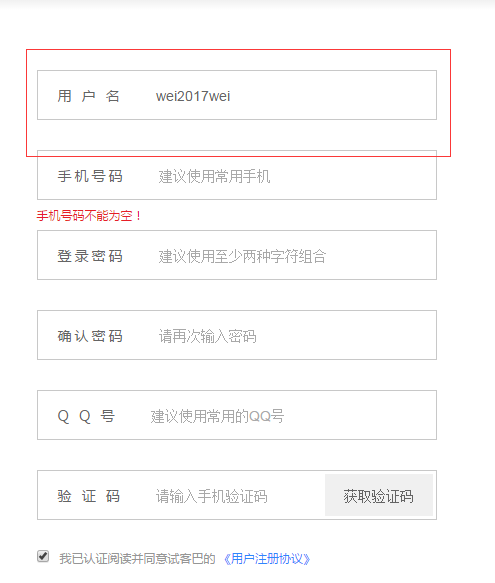 用 户 名 wei2017wei
手机号码 建议使用常用手机
手机号码不能为空！
登录密码 建议使用至少两种字符组合
确认密码 请再次输入密码
Q Q 号 建议使用常用的QQ号
验 证 码 请输入手机验证码 获取验证码
我已认证阅读并同意试客巴的 《用户注册协议》